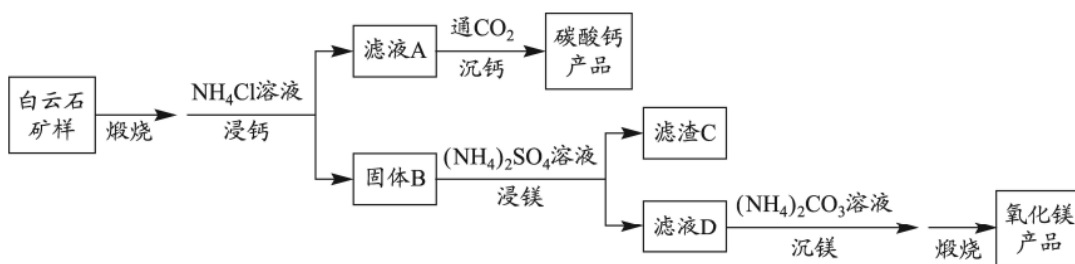 白云石
矿样
煅烧
NH₄Cl溶液
浸钙
滤液A
通CO₂
沉钙
碳酸钙
产品
固体B
(NH₄)₂SO₄溶液
浸镁
滤渣C
滤液D
(NH₄)₂CO₃溶液
沉镁
煅烧
氧化镁
产品